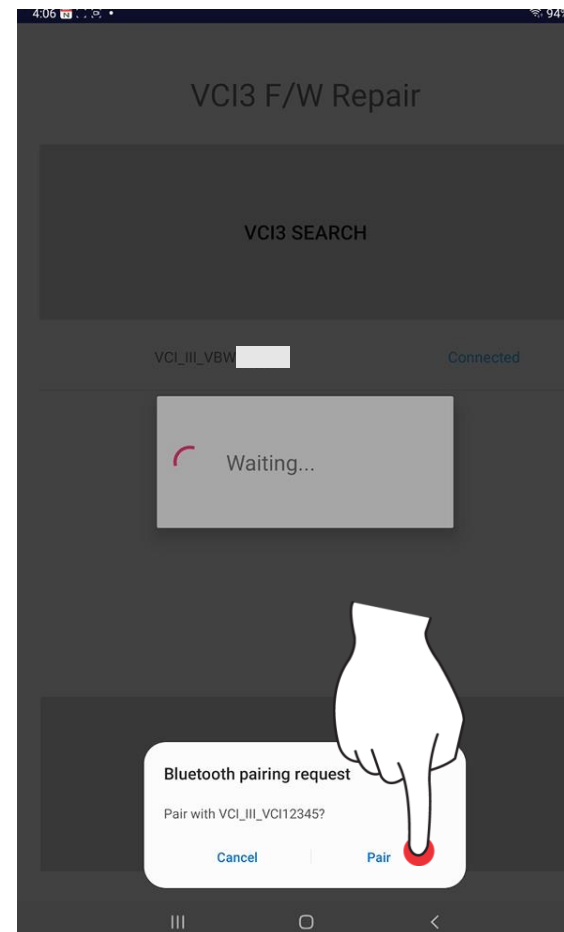 4:06 94%
VCI3 F/W Repair
VCI3 SEARCH
VCI_III_VBW Connected
Waiting...
Bluetooth pairing request
Pair with VCI_III_VCI12345?
Cancel Pair